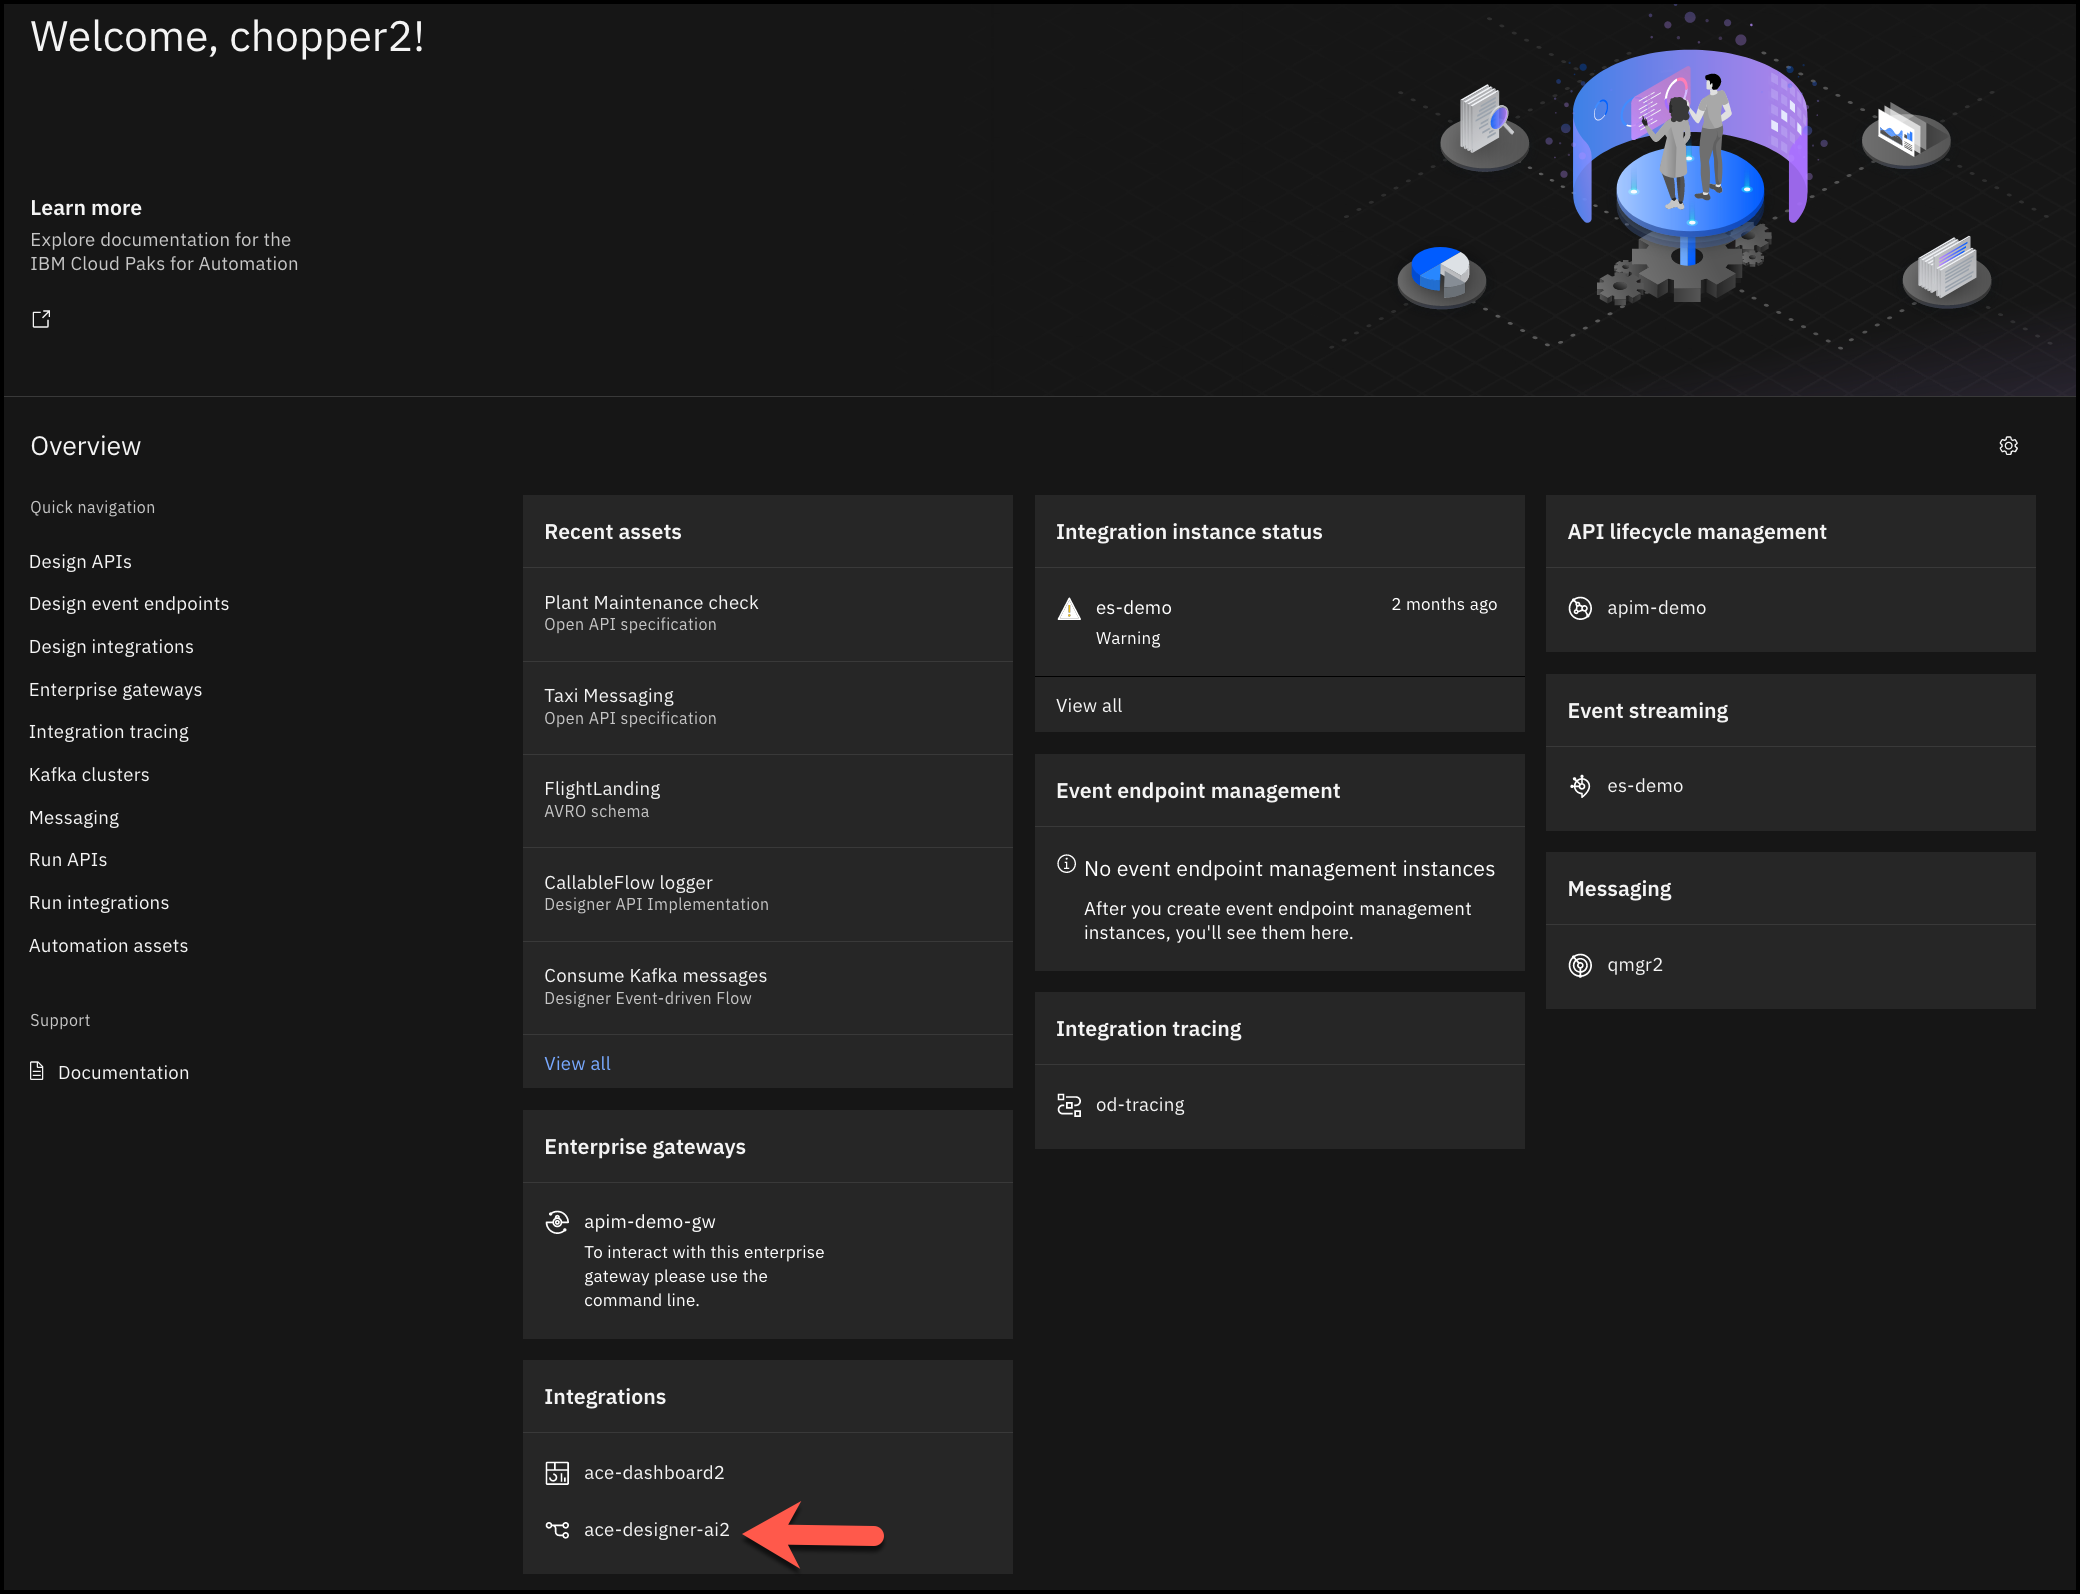 Welcome, chopper2!
Learn more
Explore documentation for the
IBM Cloud Paks for Automation
Overview
Quick navigation
Design APIs
Design event endpoints
Design integrations
Enterprise gateways
Integration tracing
Kafka clusters
Messaging
Run APIs
Run integrations
Automation assets
Support
Documentation
Recent assets
Plant Maintenance check
Open API specification
Taxi Messaging
Open API specification
FlightLanding
AVRO schema
CallableFlow logger
Designer API Implementation
Consume Kafka messages
Designer Event-driven Flow
View all
Enterprise gateways
apim-demo-gw
To interact with this enterprise
gateway please use the
command line.
Integrations
ace-dashboard2
ace-designer-ai2
Integration instance status
es-demo
2 months ago
Warning
View all
Event endpoint management
No event endpoint management instances
After you create event endpoint management
instances, you'll see them here.
Integration tracing
od-tracing
API lifecycle management
apim-demo
Event streaming
es-demo
Messaging
qmgr2